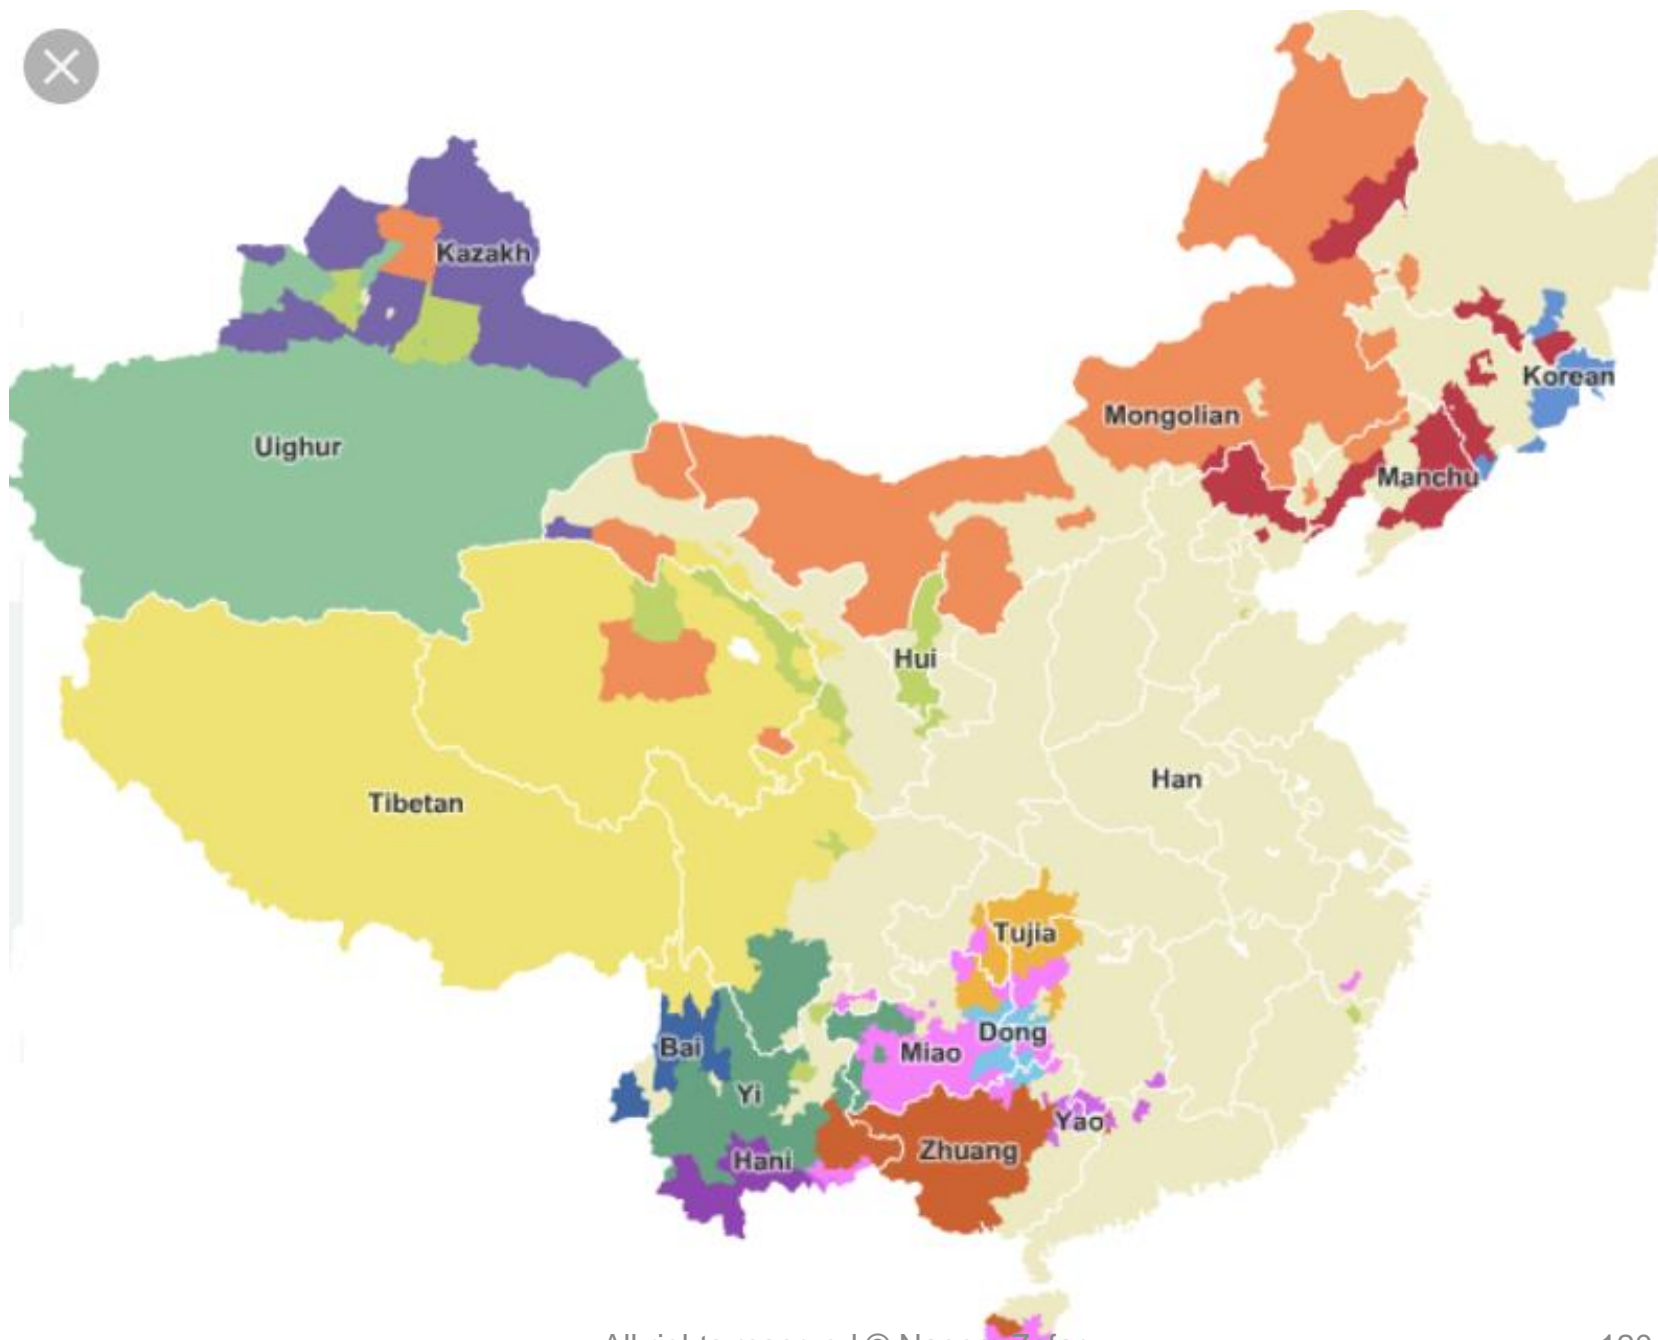 Kazakh
Uighur
Mongolian
Korean
Manchu
Hui
Han
Tibetan
Tujia
Dong
Bai
Miao
Yi
Yao
Zhuang
Hani